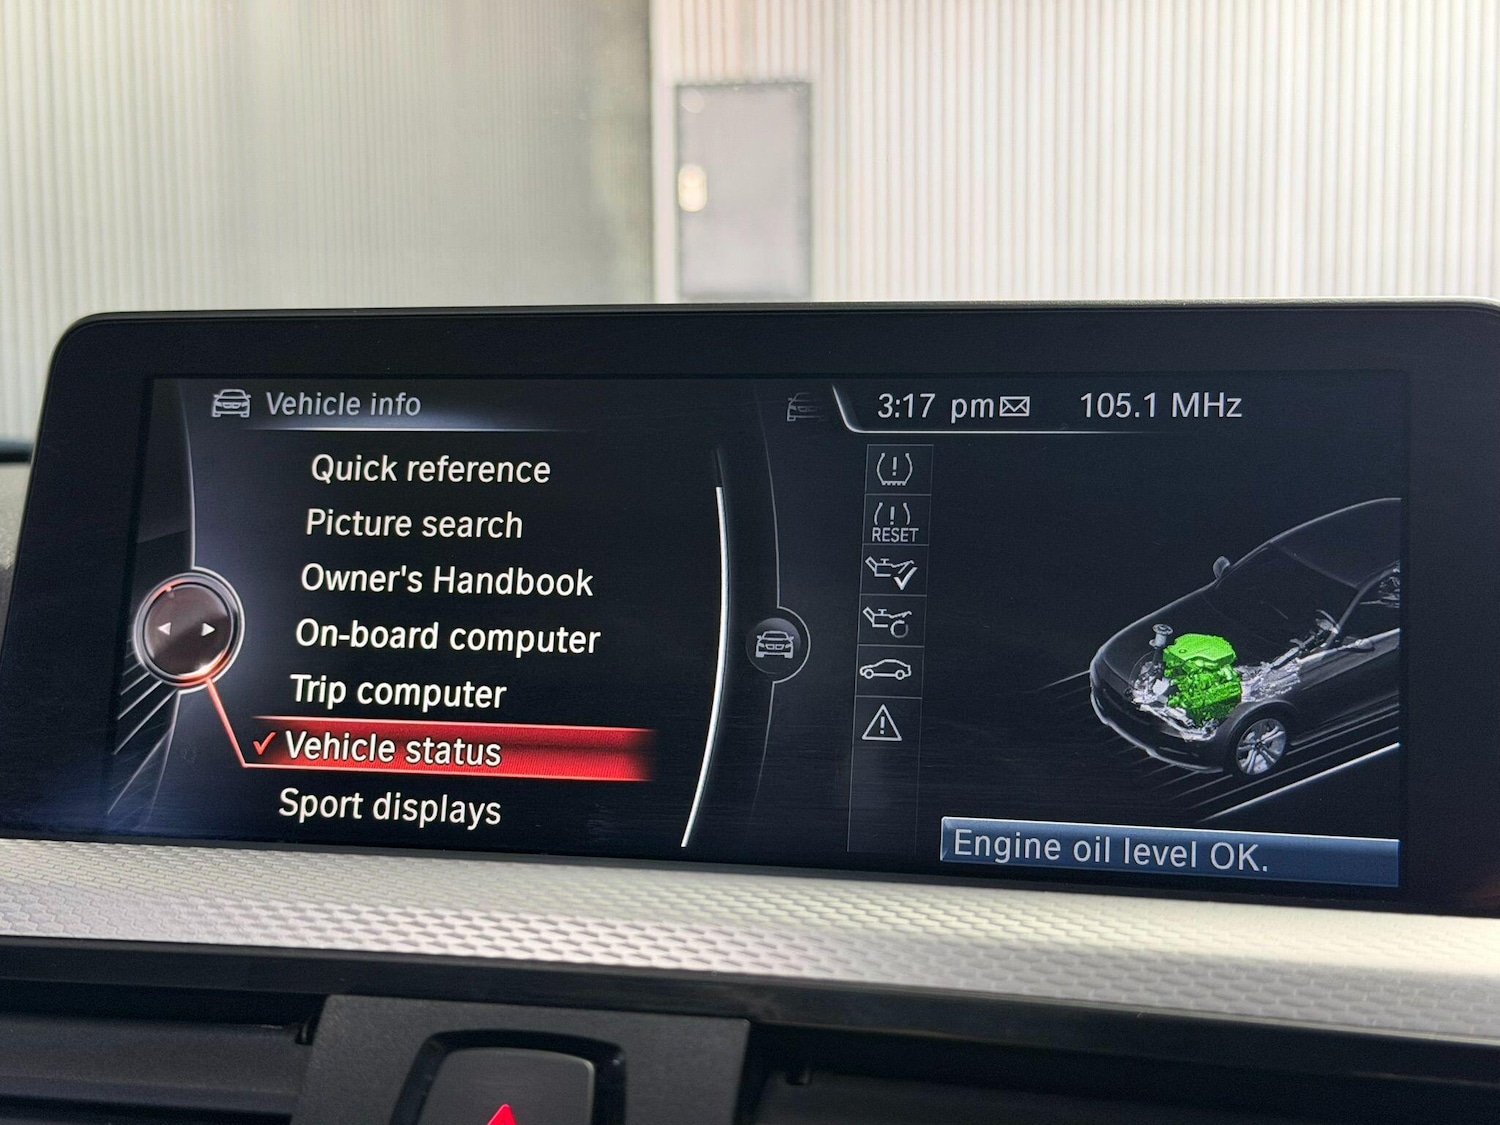 Vehicle info
3:17 pm 105.1 MHz
Quick reference
Picture search
Owner's Handbook
On-board computer
Trip computer
Vehicle status
Sport displays
RESET
Engine oil level OK.